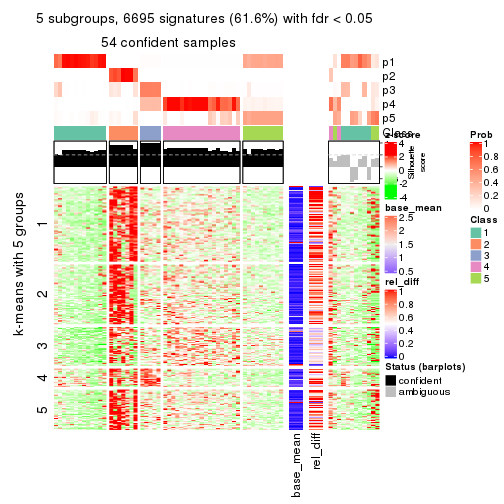 5 subgroups, 6695 signatures (61.6%) with fdr < 0.05
54 confident samples
p1
p2
p3
p4
p5
Class
z-score
4
2
0
-2
-4
Silhouette
score
Prob
1
0.8
0.6
0.4
0.2
0
base_mean
2.5
1.5
0.5
-0.5
Class
1
2
3
4
5
rel_diff
1
0.8
0.6
0.4
0.2
0
Status (barplots)
confident
ambiguous
k-means with 5 groups
1
2
3
4
5
base_mean
rel_diff